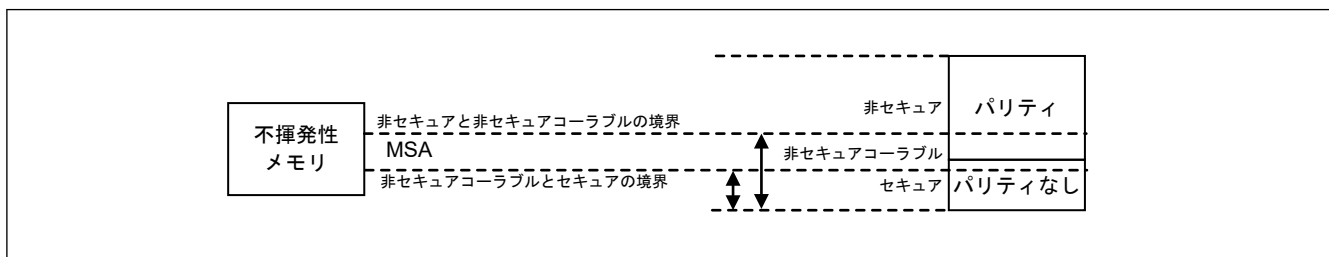 不揮発性
メモリ
非セキュアと非セキュアコーラブルの境界
MSA
非セキュアコーラブルとセキュアの境界
非セキュア
パリティ
非セキュアコーラブル
セキュア
パリティなし